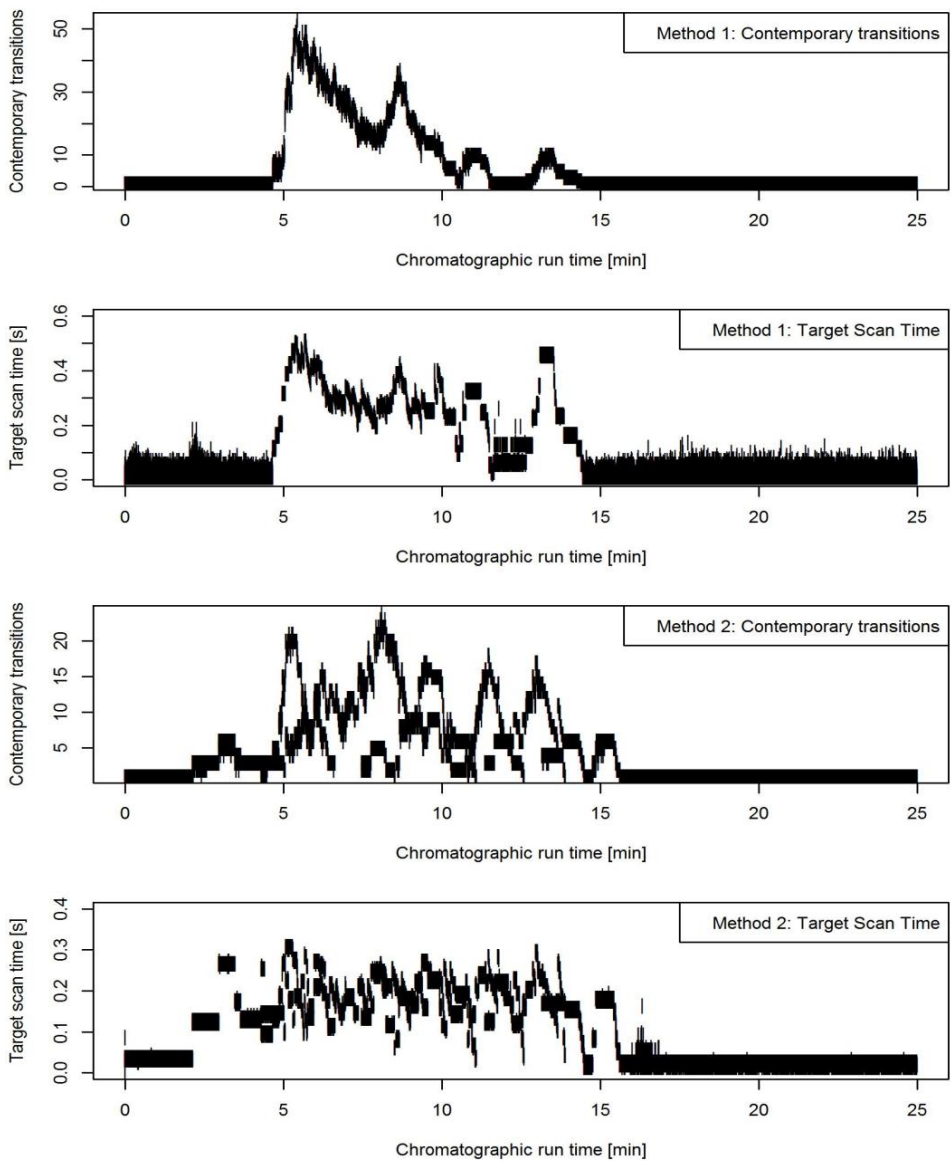 Method 1: Contemporary transitions
Contemporary transitions
50
30
10
0
0 5 10 15 20 25
Chromatographic run time [min]
Method 1: Target Scan Time
Target scan time [s]
0.6
0.4
0.2
0.0
0 5 10 15 20 25
Chromatographic run time [min]
Method 2: Contemporary transitions
Contemporary transitions
20
15
10
5
0 5 10 15 20 25
Chromatographic run time [min]
Method 2: Target Scan Time
Target scan time [s]
0.4
0.3
0.2
0.1
0.0
0 5 10 15 20 25
Chromatographic run time [min]